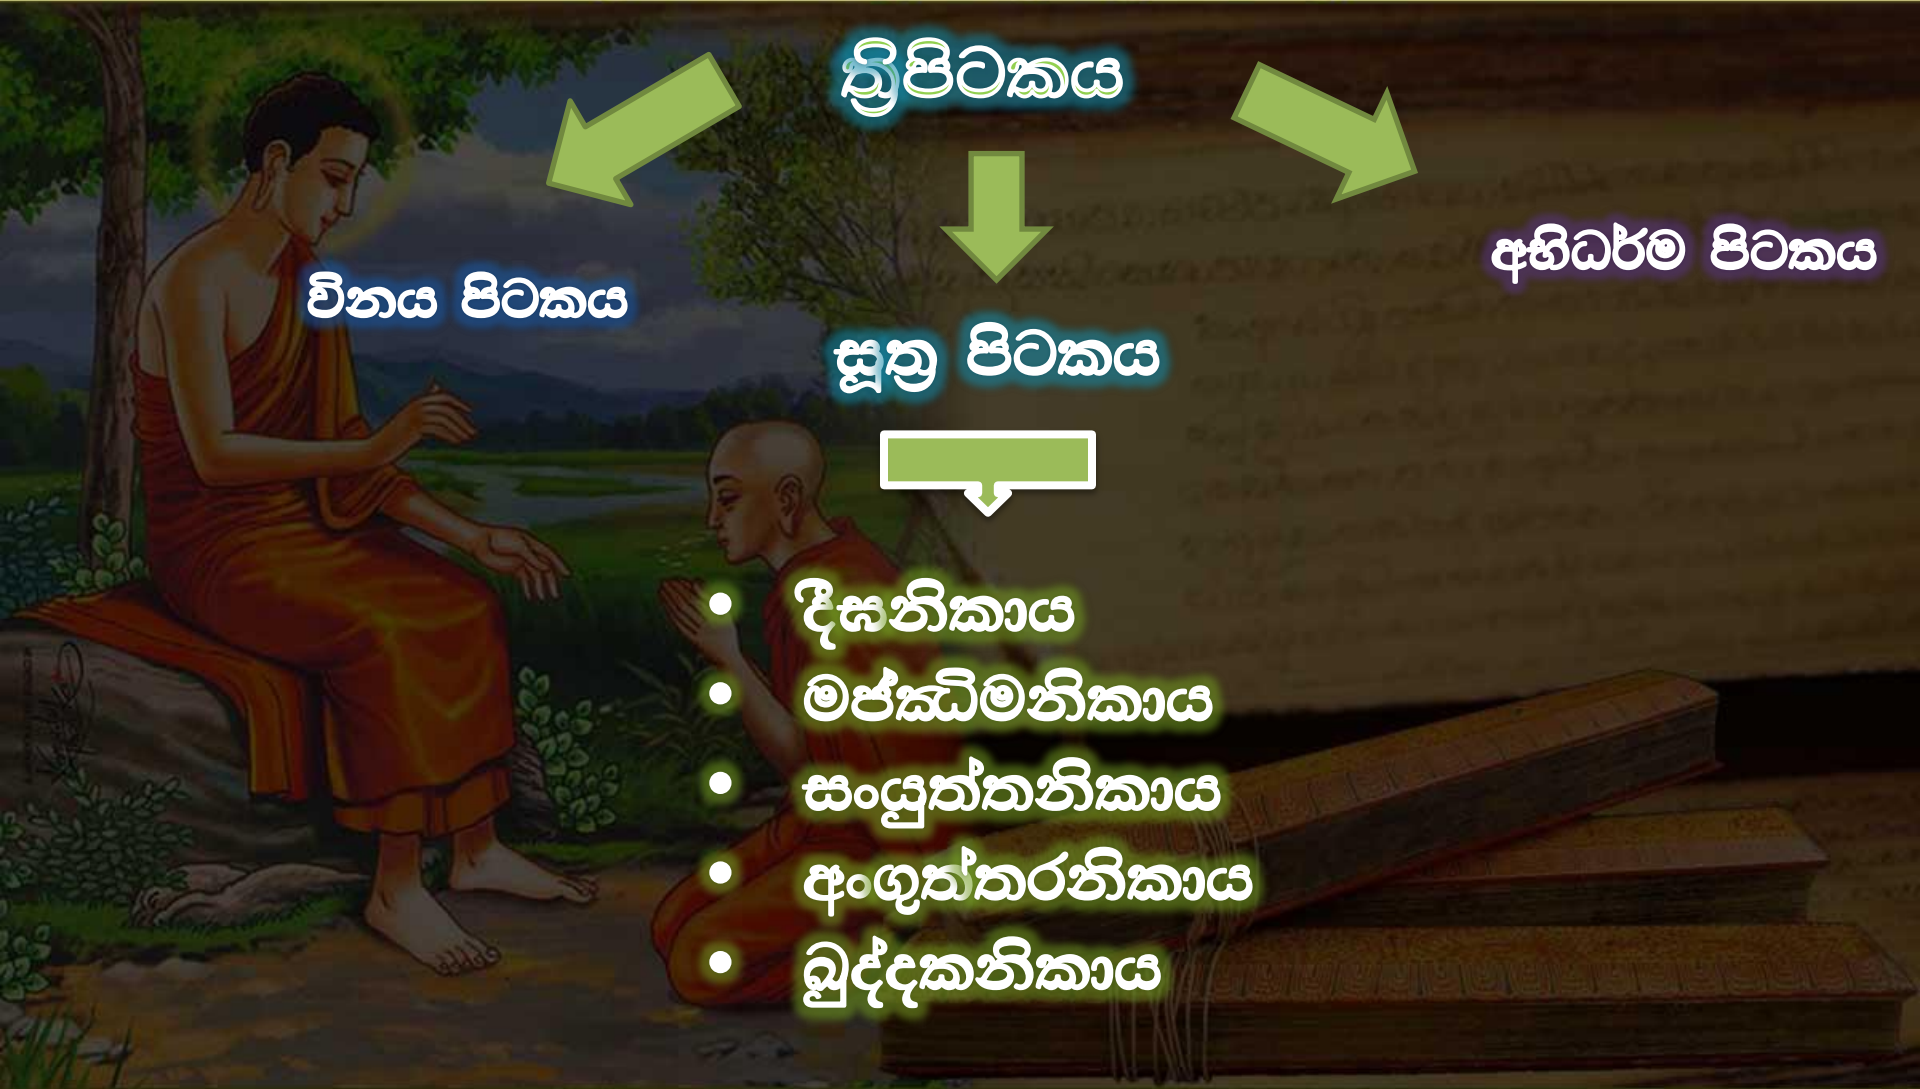 ත්‍රිපිටකය
විනය පිටකය
සූත්‍ර පිටකය
අභිධර්ම පිටකය
• දීඝනිකාය
• මජ්ඣිමනිකාය
• සංයුත්තනිකාය
• අංගුත්තරනිකාය
• ඛුද්දකනිකාය